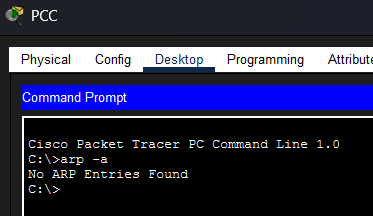 PCC
Physical Config Desktop Programming Attribute
Command Prompt
Cisco Packet Tracer PC Command Line 1.0
C:\>arp -a
No ARP Entries Found
C:\>